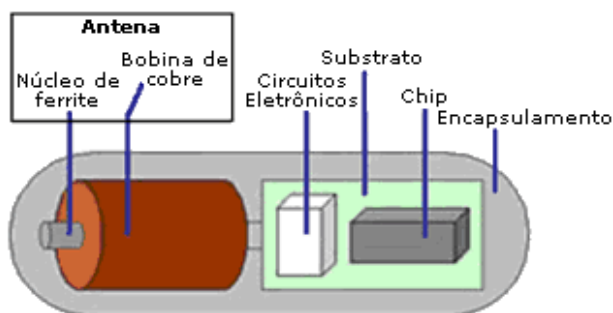 Antena
Núcleo de
ferrite
Bobina de
cobre
Circuitos
Eletrônicos
Substrato
Chip
Encapsulamento